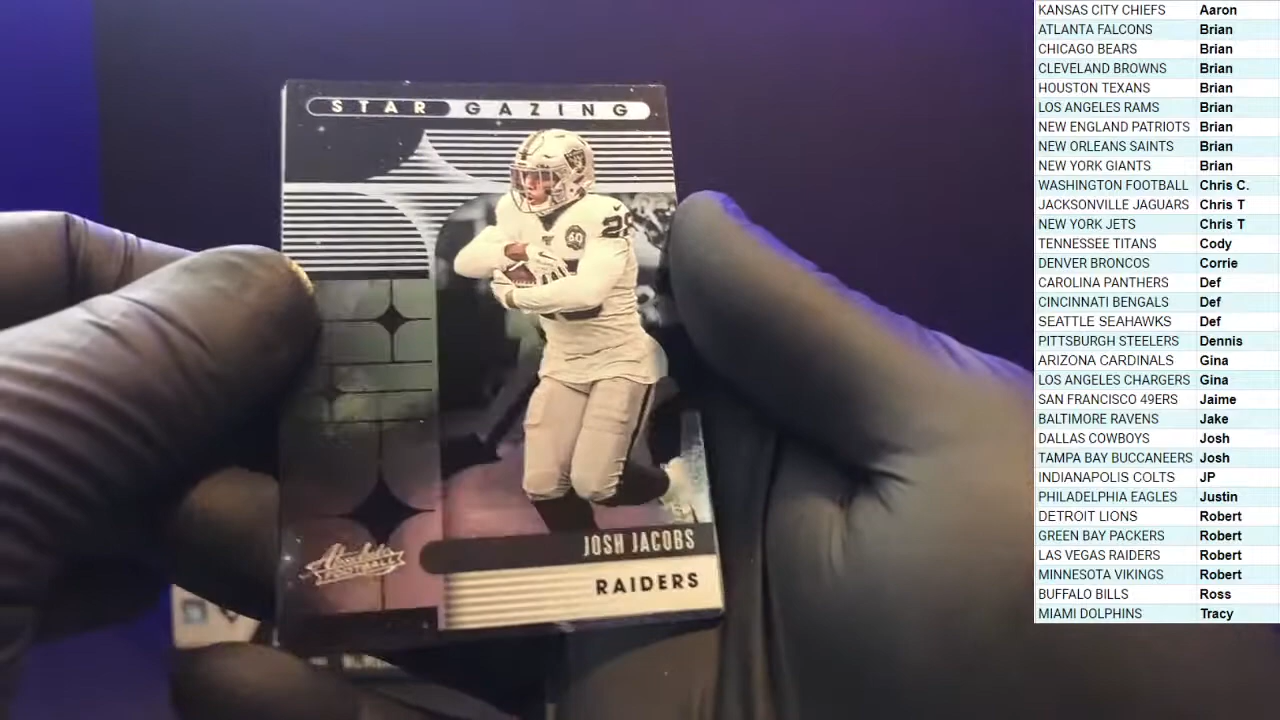 STAR GAZING
28
60
Absolute
FOOTBALL
JOSH JACOBS
RAIDERS
KANSAS CITY CHIEFS Aaron
ATLANTA FALCONS Brian
CHICAGO BEARS Brian
CLEVELAND BROWNS Brian
HOUSTON TEXANS Brian
LOS ANGELES RAMS Brian
NEW ENGLAND PATRIOTS Brian
NEW ORLEANS SAINTS Brian
NEW YORK GIANTS Brian
WASHINGTON FOOTBALL Chris C.
JACKSONVILLE JAGUARS Chris T
NEW YORK JETS Chris T
TENNESSEE TITANS Cody
DENVER BRONCOS Corrie
CAROLINA PANTHERS Def
CINCINNATI BENGALS Def
SEATTLE SEAHAWKS Def
PITTSBURGH STEELERS Dennis
ARIZONA CARDINALS Gina
LOS ANGELES CHARGERS Gina
SAN FRANCISCO 49ERS Jaime
BALTIMORE RAVENS Jake
DALLAS COWBOYS Josh
TAMPA BAY BUCCANEERS Josh
INDIANAPOLIS COLTS JP
PHILADELPHIA EAGLES Justin
DETROIT LIONS Robert
GREEN BAY PACKERS Robert
LAS VEGAS RAIDERS Robert
MINNESOTA VIKINGS Robert
BUFFALO BILLS Ross
MIAMI DOLPHINS Tracy